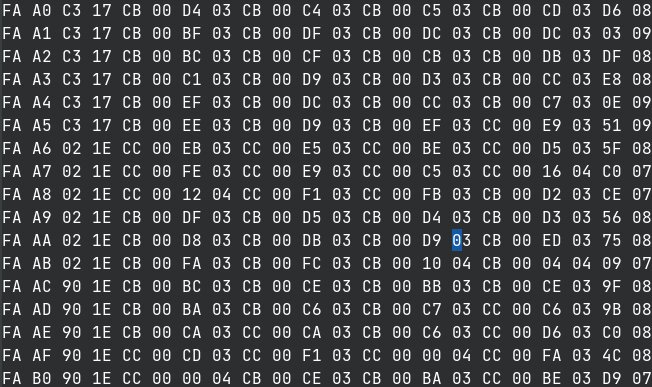 FA A0 C3 17 CB 00 D4 03 CB 00 C4 03 CB 00 C5 03 CB 00 CD 03 D6 08
FA A1 C3 17 CB 00 BF 03 CB 00 DF 03 CB 00 DC 03 CB 00 DC 03 03 09
FA A2 C3 17 CB 00 BC 03 CB 00 CF 03 CB 00 CB 03 CB 00 DB 03 DF 08
FA A3 C3 17 CB 00 C1 03 CB 00 D9 03 CB 00 D3 03 CB 00 CC 03 E8 08
FA A4 C3 17 CB 00 EF 03 CB 00 DC 03 CB 00 CC 03 CB 00 C7 03 0E 09
FA A5 C3 17 CB 00 EE 03 CB 00 D9 03 CB 00 EF 03 CC 00 E9 03 51 09
FA A6 02 1E CC 00 EB 03 CC 00 E5 03 CC 00 BE 03 CC 00 D5 03 5F 08
FA A7 02 1E CC 00 FE 03 CC 00 E9 03 CC 00 C5 03 CC 00 16 04 C0 07
FA A8 02 1E CC 00 12 04 CC 00 F1 03 CC 00 FB 03 CB 00 D2 03 CE 07
FA A9 02 1E CB 00 DF 03 CB 00 D5 03 CB 00 D4 03 CB 00 D3 03 56 08
FA AA 02 1E CB 00 D8 03 CB 00 DB 03 CB 00 D9 03 CB 00 ED 03 75 08
FA AB 02 1E CB 00 FA 03 CB 00 FC 03 CB 00 10 04 CB 00 04 04 09 07
FA AC 90 1E CB 00 BC 03 CB 00 CE 03 CB 00 BB 03 CB 00 CE 03 9F 08
FA AD 90 1E CB 00 BA 03 CB 00 C6 03 CB 00 C7 03 CC 00 C6 03 9B 08
FA AE 90 1E CB 00 CA 03 CC 00 CA 03 CB 00 C6 03 CC 00 D6 03 C0 08
FA AF 90 1E CC 00 CD 03 CC 00 F1 03 CC 00 00 04 CC 00 FA 03 4C 08
FA B0 90 1E CC 00 00 04 CB 00 CE 03 CB 00 BA 03 CC 00 BE 03 D9 07